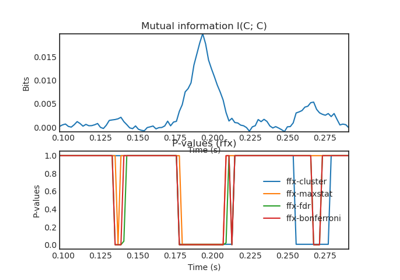 Mutual information I(C; C)
Bits
0.015
0.010
0.005
0.000
0.100 0.125 0.150 0.175 0.200 0.225 0.250 0.275
Time (s)
P-values (rfx)
P-values
1.0
0.8
0.6
0.4
0.2
0.0
ffx-cluster
ffx-maxstat
ffx-fdr
ffx-bonferroni
0.100 0.125 0.150 0.175 0.200 0.225 0.250 0.275
Time (s)